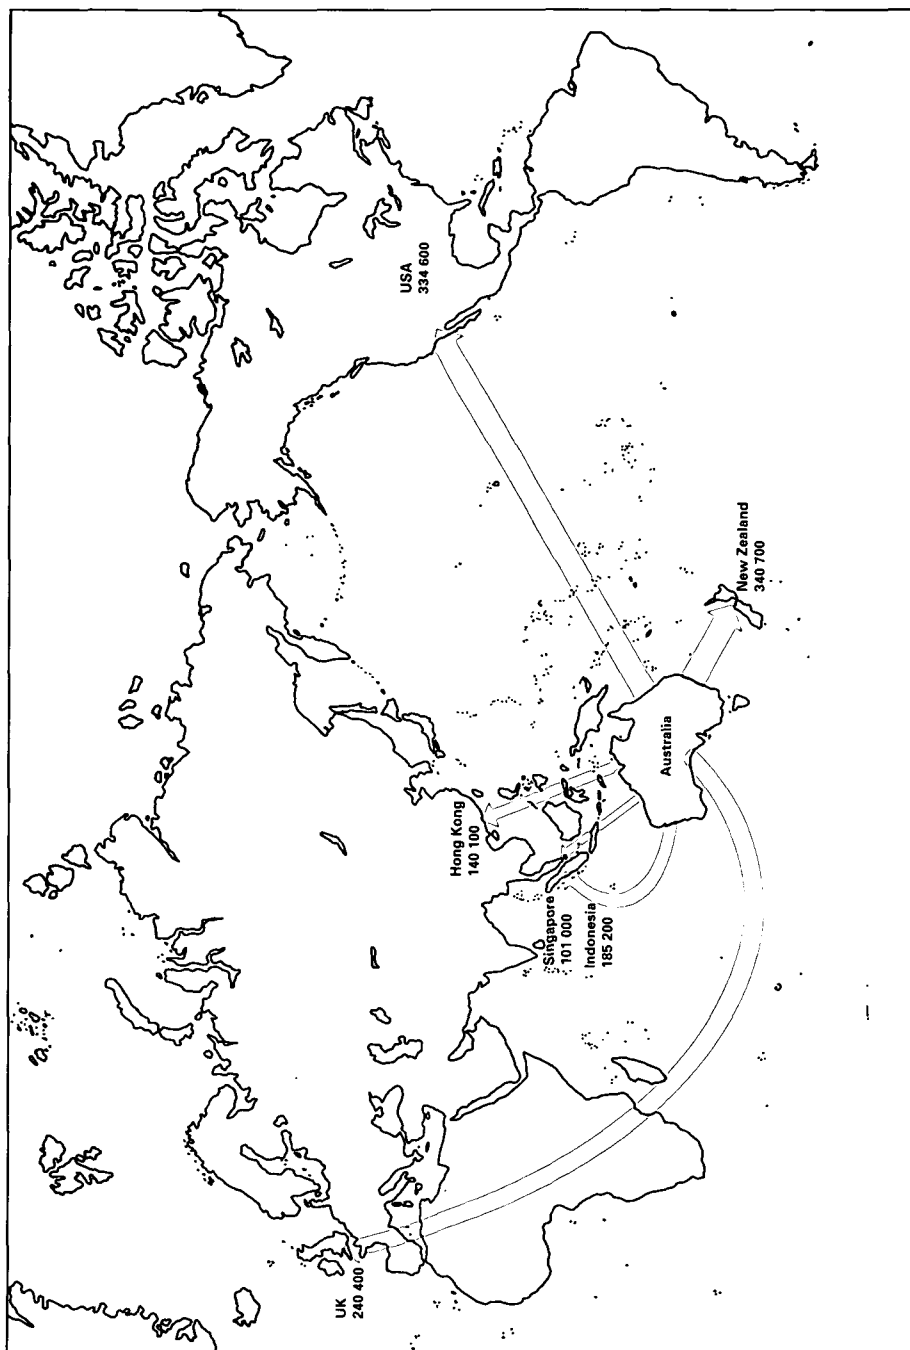 UK
240 400
Singapore
101 000
Indonesia
185 200
Hong Kong
140 100
Australia
New Zealand
340 700
USA
334 600